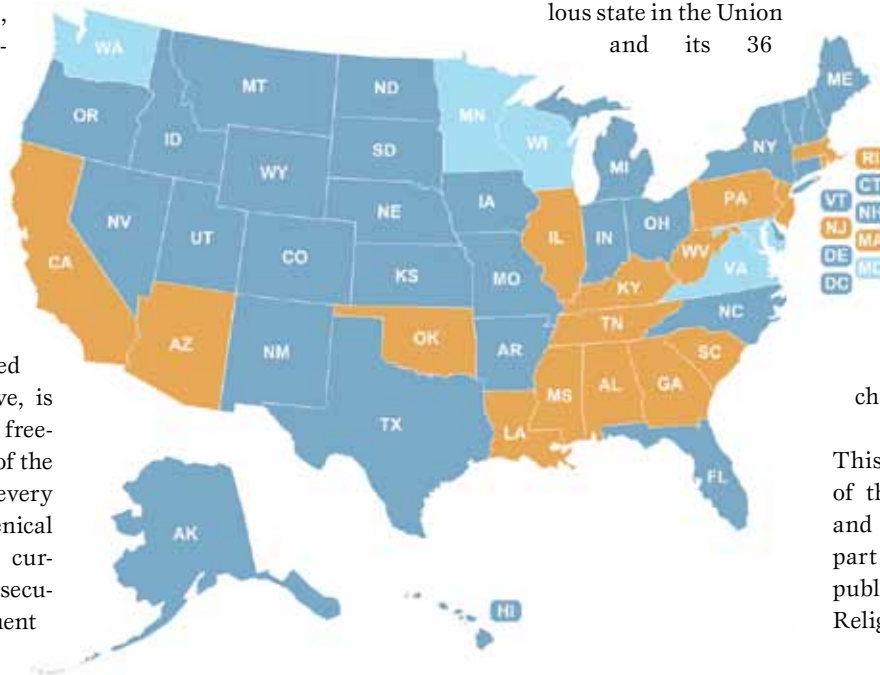 ,
-
lous state in the Union
and its 36
WA
MT
ND
MN
ME
OR
ID
SD
WI
MI
NY
WY
RI
CT
VT
NH
NJ
MA
DE
MD
DC
NV
UT
CO
NE
IA
IL
IN
OH
PA
WV
VA
CA
KS
MO
KY
NC
AZ
NM
OK
AR
TN
SC
MS
AL
GA
TX
LA
FL
AK
HI
ed
ve, is
free-
of the
every
enical
cur-
secu-
ment
ch
This
of th
and
part
publ
Relig